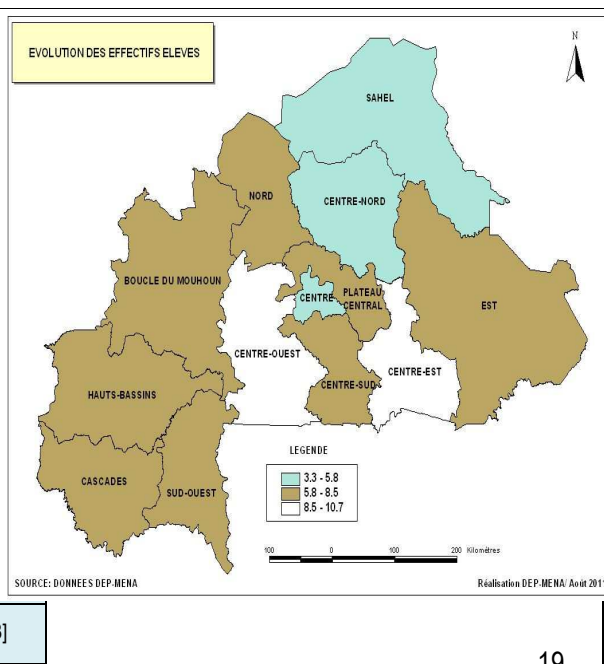 EVOLUTION DES EFFECTIFS ELEVES
N
SAHEL
NORD
CENTRE-NORD
BOUCLE DU MOUHOUN
CENTRE
PLATEAU
CENTRAL
EST
CENTRE-OUEST
CENTRE-EST
HAUTS-BASSINS
CENTRE-SUD
CASCADES
SUD-OUEST
LEGENDE
3.3 - 5.8
5.8 - 8.5
8.5 - 10.7
100 0 100 200 Kilomètres
SOURCE: DONNEES DEP-MENA
Réalisation DEP-MENA/ Août 2011
19